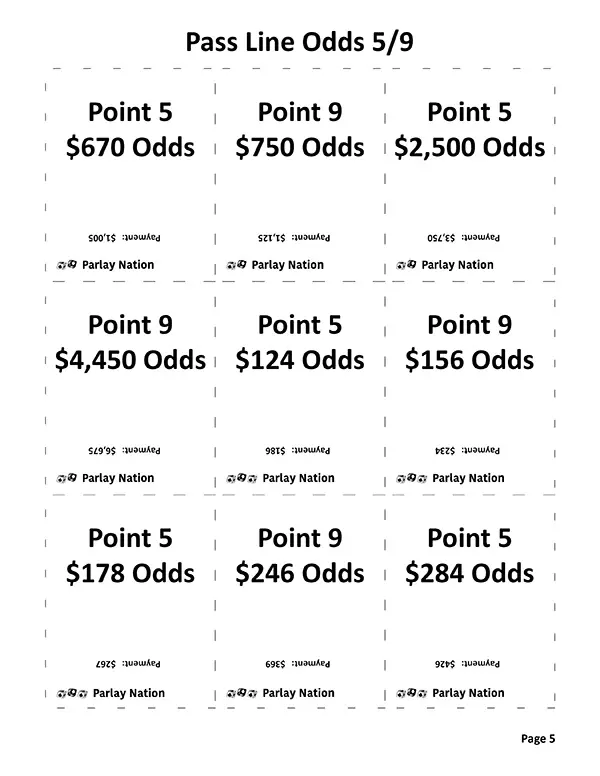 Pass Line Odds 5/9
Point 5
$670 Odds
Payment: $1,005
Parlay Nation
Point 9
$750 Odds
Payment: $1,125
Parlay Nation
Point 5
$2,500 Odds
Payment: $3,750
Parlay Nation
Point 9
$4,450 Odds
Payment: $6,675
Parlay Nation
Point 5
$124 Odds
Payment: $186
Parlay Nation
Point 9
$156 Odds
Payment: $234
Parlay Nation
Point 5
$178 Odds
Payment: $267
Parlay Nation
Point 9
$246 Odds
Payment: $369
Parlay Nation
Point 5
$284 Odds
Payment: $426
Parlay Nation
Page 5